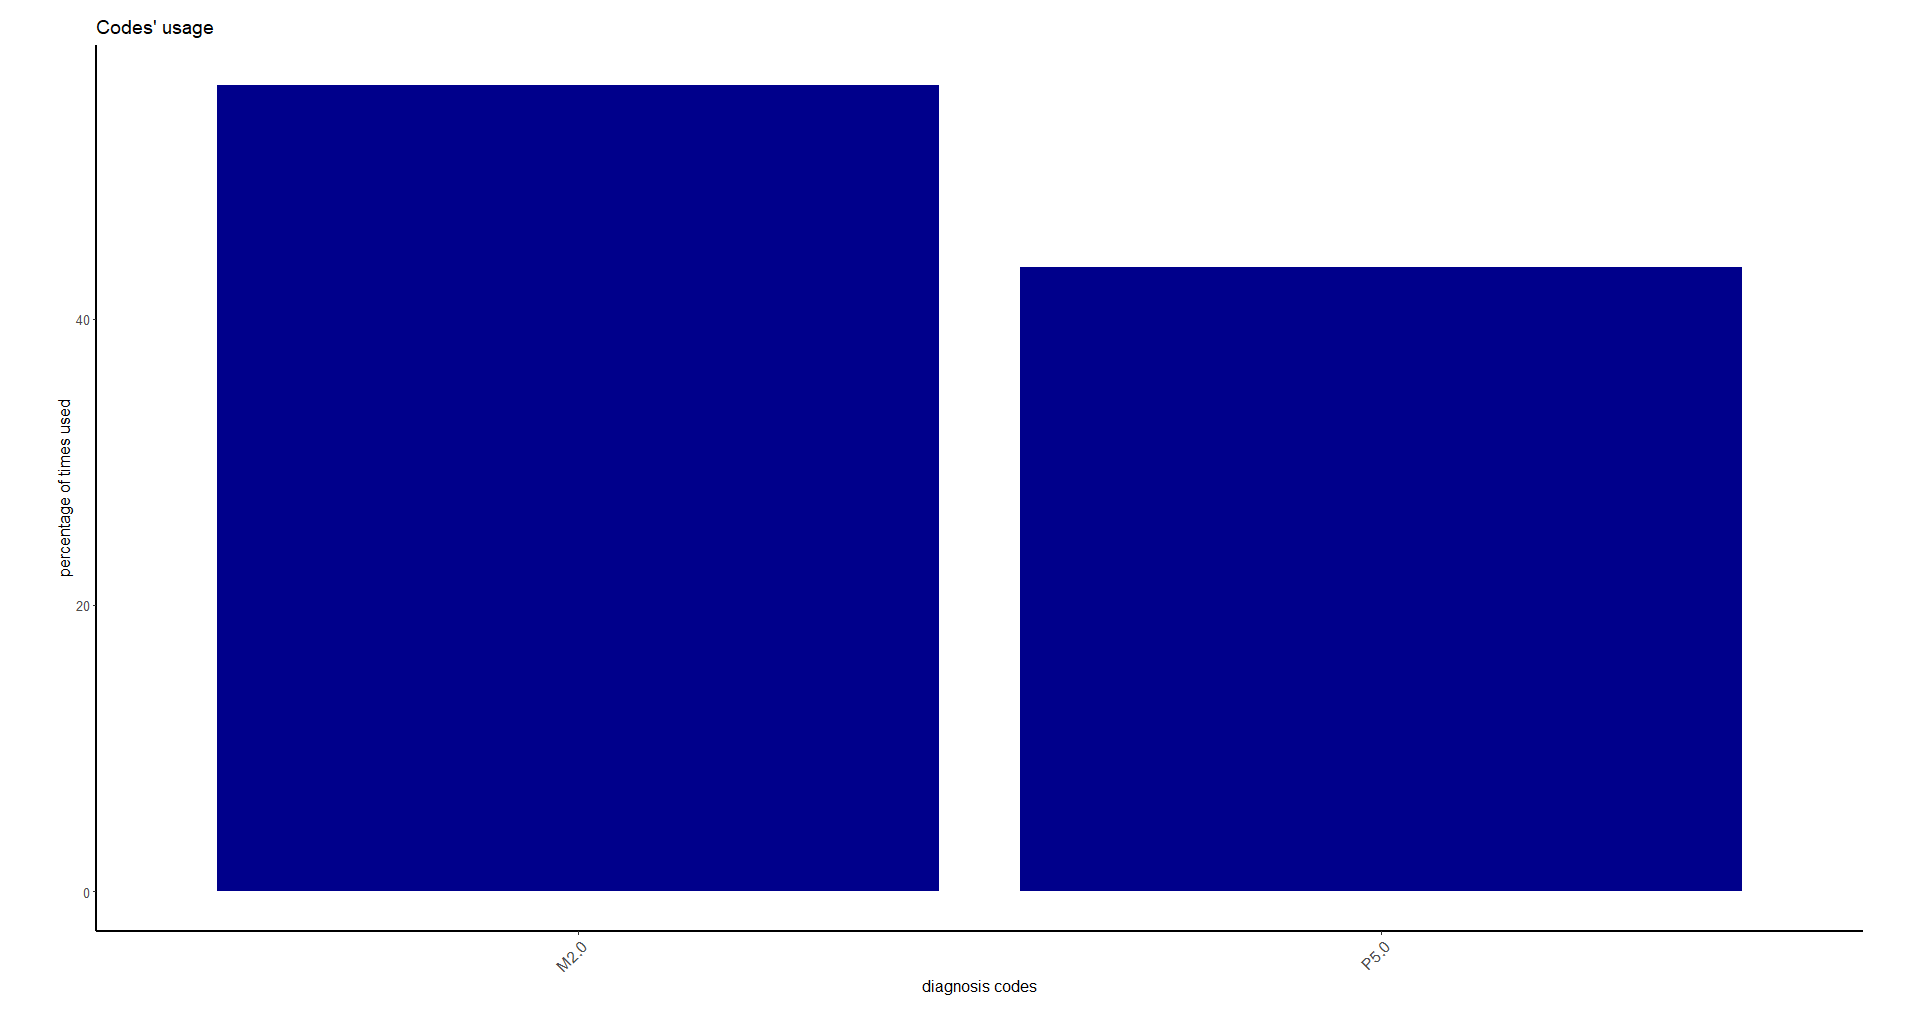 Codes' usage
40
20
0
percentage of times used
M2.0
P5.0
diagnosis codes